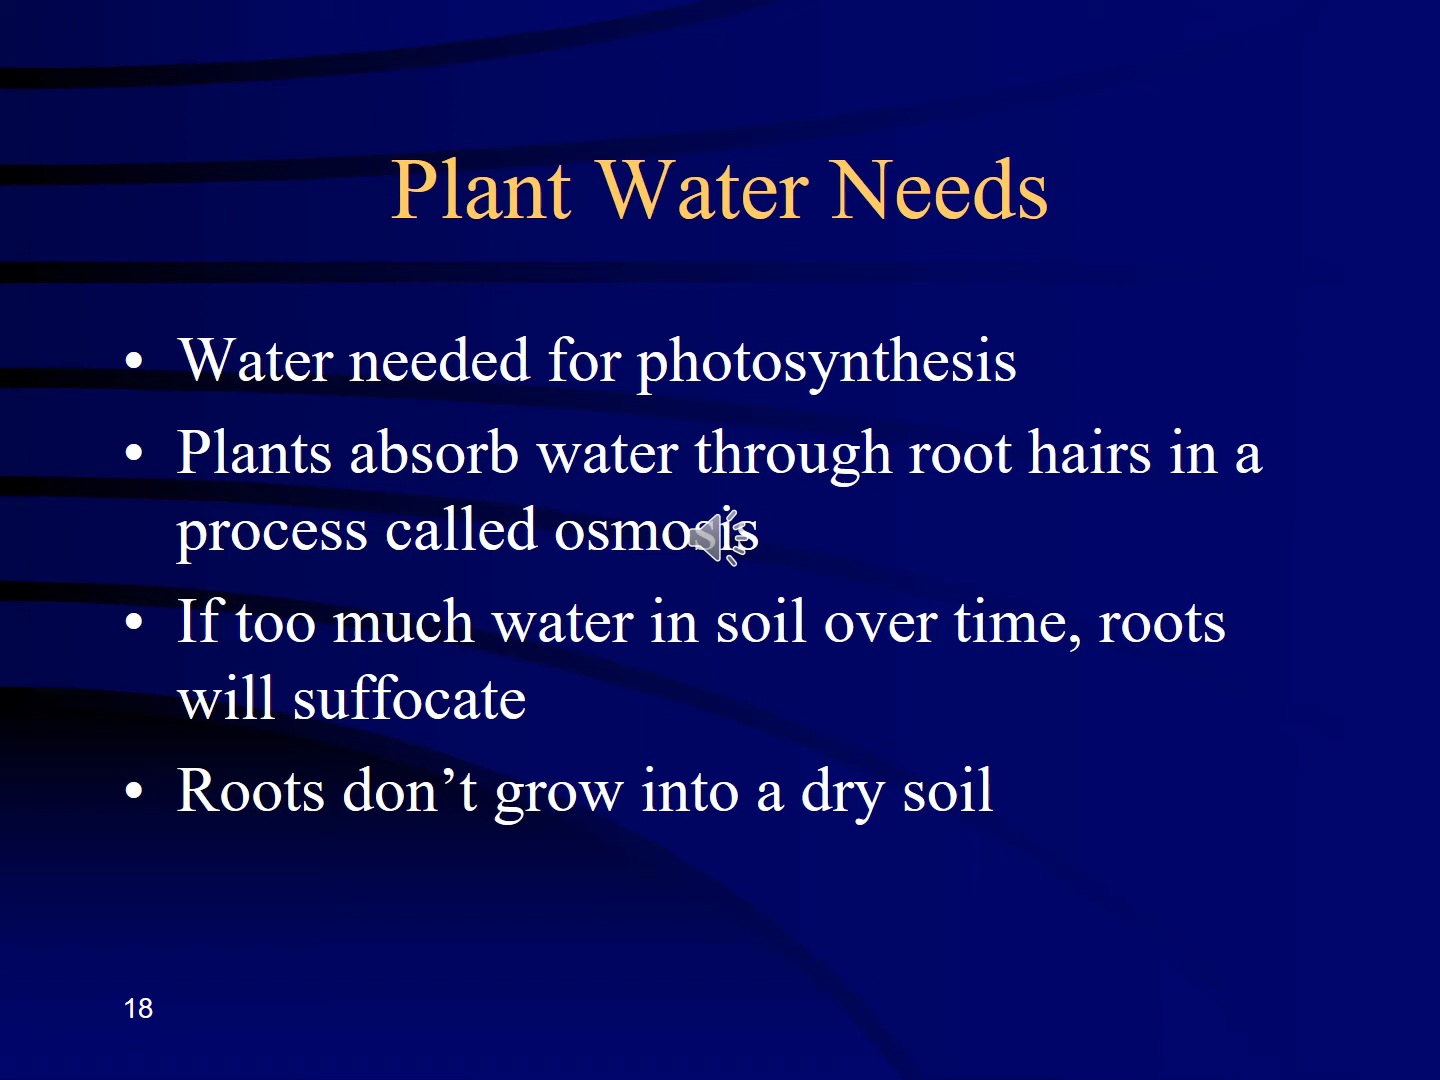 Plant Water Needs
• Water needed for photosynthesis
• Plants absorb water through root hairs in a
process called osmosis
• If too much water in soil over time, roots
will suffocate
• Roots don’t grow into a dry soil
18